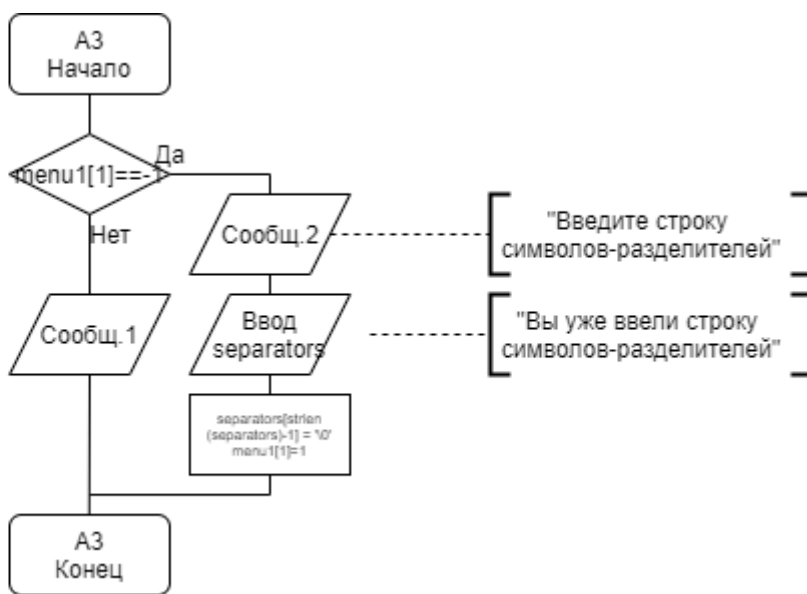 А3
Начало
menu1[1]==-1
Да
Нет
Сообщ.2
"Введите строку
символов-разделителей"
Сообщ.1
Ввод
separators
"Вы уже ввели строку
символов-разделителей"
separators[strlen
(separators)-1] = '\0'
menu1[1]=1
А3
Конец